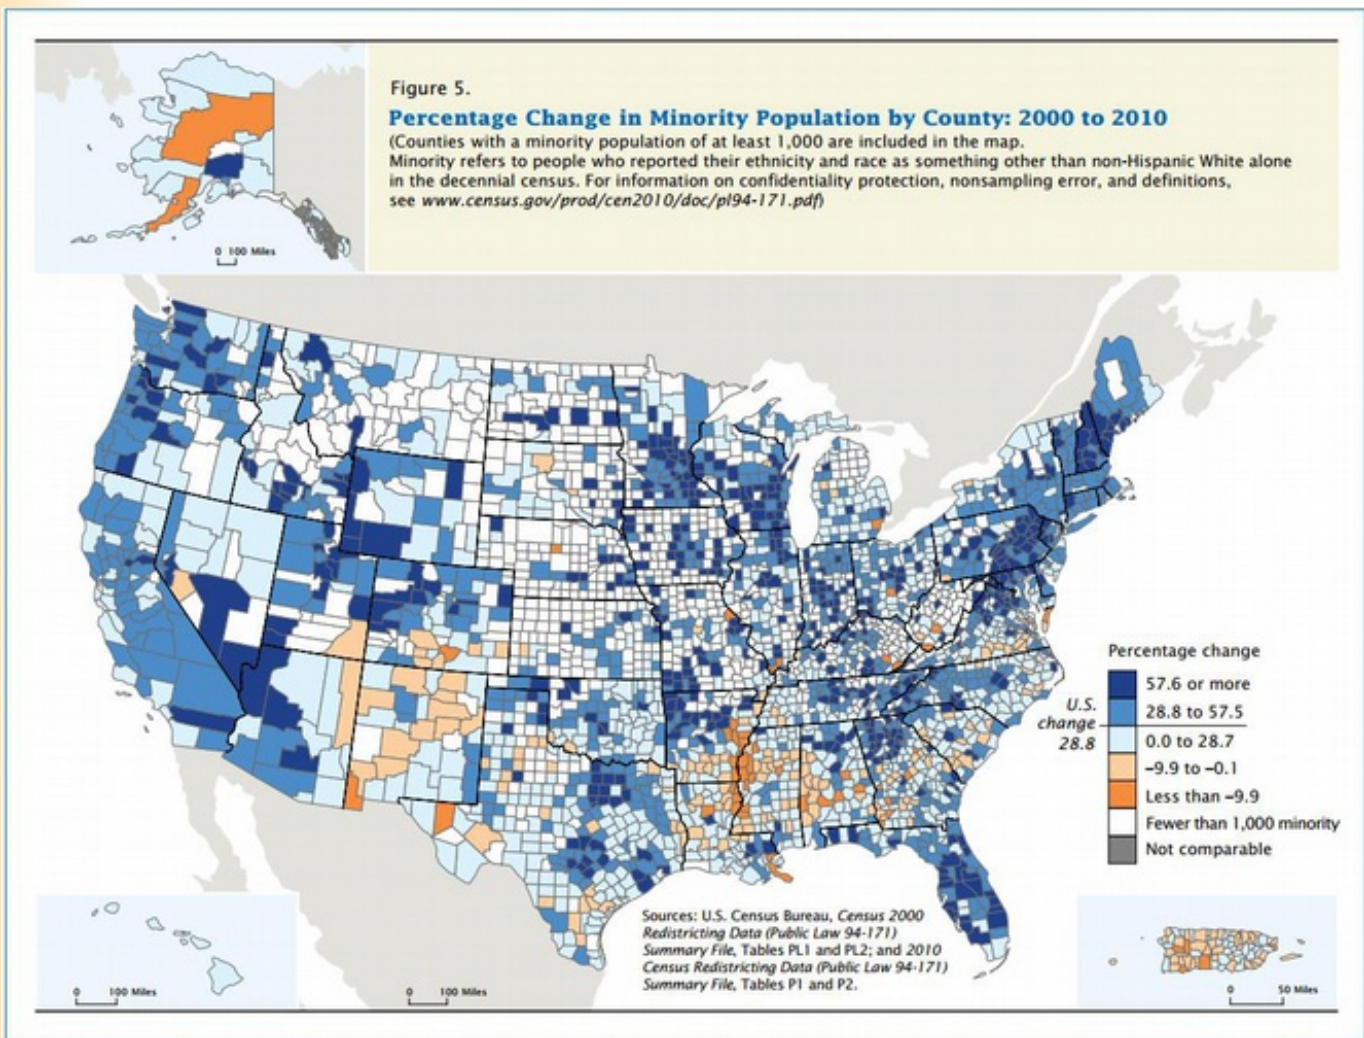 Figure 5.
Percentage Change in Minority Population by County: 2000 to 2010
(Counties with a minority population of at least 1,000 are included in the map.
Minority refers to people who reported their ethnicity and race as something other than non-Hispanic White alone
in the decennial census. For information on confidentiality protection, nonsampling error, and definitions,
see www.census.gov/prod/cen2010/doc/pl94-171.pdf)
0 100 Miles
Percentage change
57.6 or more
28.8 to 57.5
U.S.
change
28.8
0.0 to 28.7
–9.9 to –0.1
Less than –9.9
Fewer than 1,000 minority
Not comparable
Sources: U.S. Census Bureau, Census 2000
Redistricting Data (Public Law 94-171)
Summary File, Tables PL1 and PL2; and 2010
Census Redistricting Data (Public Law 94-171)
Summary File, Tables P1 and P2.
0 100 Miles
0 100 Miles
0 50 Miles